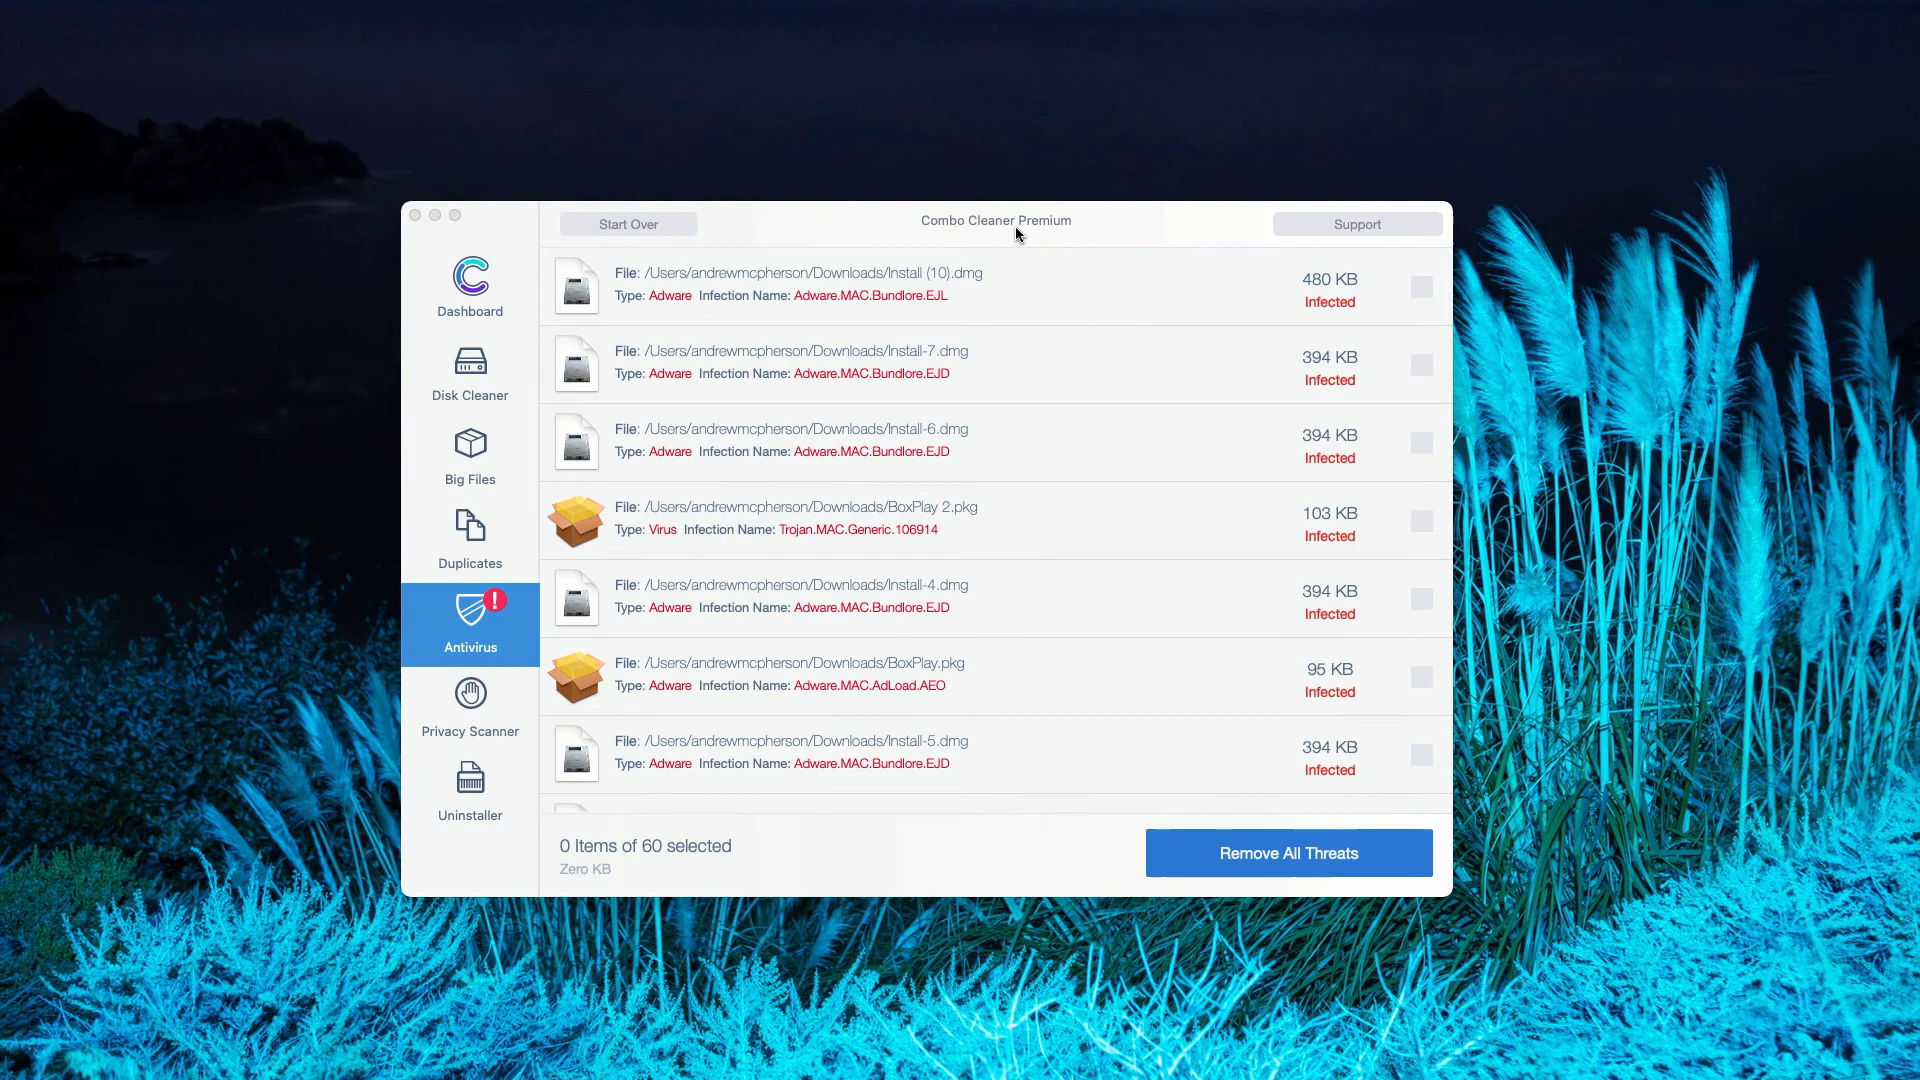 Start Over
Combo Cleaner Premium
Support
Dashboard
Disk Cleaner
Big Files
Duplicates
Antivirus
Privacy Scanner
Uninstaller
File: /Users/andrewmcpherson/Downloads/Install (10).dmg
Type: Adware Infection Name: Adware.MAC.Bundlore.EJL
480 KB
Infected
File: /Users/andrewmcpherson/Downloads/Install-7.dmg
Type: Adware Infection Name: Adware.MAC.Bundlore.EJD
394 KB
Infected
File: /Users/andrewmcpherson/Downloads/Install-6.dmg
Type: Adware Infection Name: Adware.MAC.Bundlore.EJD
394 KB
Infected
File: /Users/andrewmcpherson/Downloads/BoxPlay 2.pkg
Type: Virus Infection Name: Trojan.MAC.Generic.106914
103 KB
Infected
File: /Users/andrewmcpherson/Downloads/Install-4.dmg
Type: Adware Infection Name: Adware.MAC.Bundlore.EJD
394 KB
Infected
File: /Users/andrewmcpherson/Downloads/BoxPlay.pkg
Type: Adware Infection Name: Adware.MAC.AdLoad.AEO
95 KB
Infected
File: /Users/andrewmcpherson/Downloads/Install-5.dmg
Type: Adware Infection Name: Adware.MAC.Bundlore.EJD
394 KB
Infected
0 Items of 60 selected
Zero KB
Remove All Threats